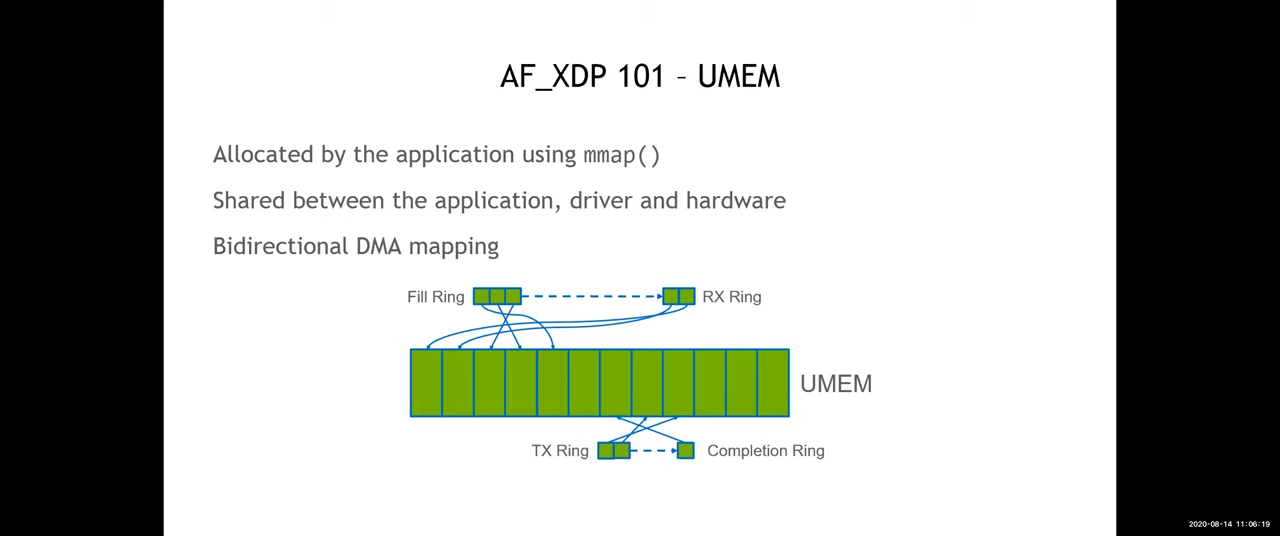 AF_XDP 101 – UMEM
Allocated by the application using mmap()
Shared between the application, driver and hardware
Bidirectional DMA mapping
Fill Ring
RX Ring
UMEM
TX Ring
Completion Ring
2020-08-14 11:06:19